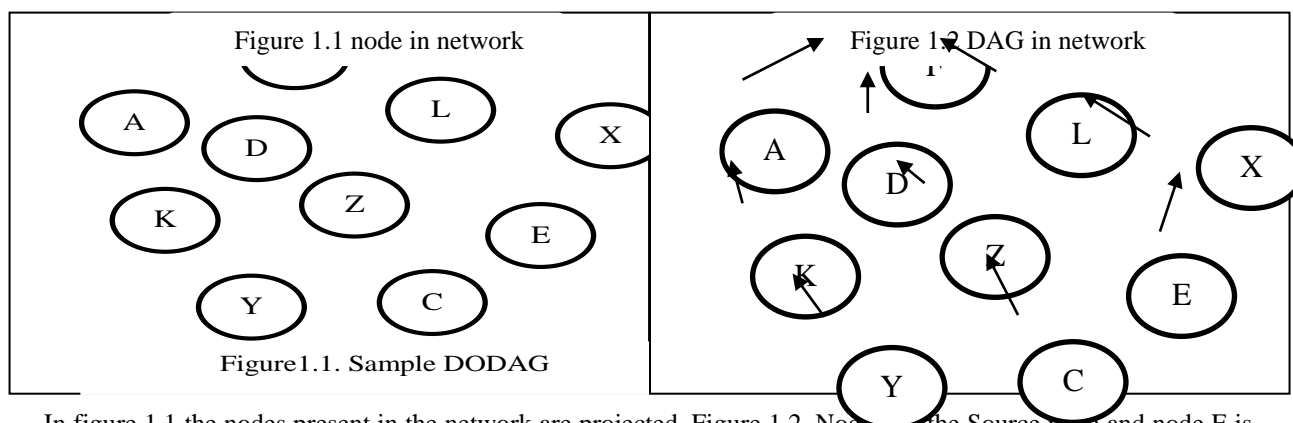 Figure 1.1 node in network
A
L
D
X
K
Z
E
Y
C
Figure1.1. Sample DODAG
Figure 1.2 DAG in network
A
L
D
X
K
Z
E
Y
C
In figure 1.1 the nodes present in the network are projected. Figure 1.2. the Source and node E is